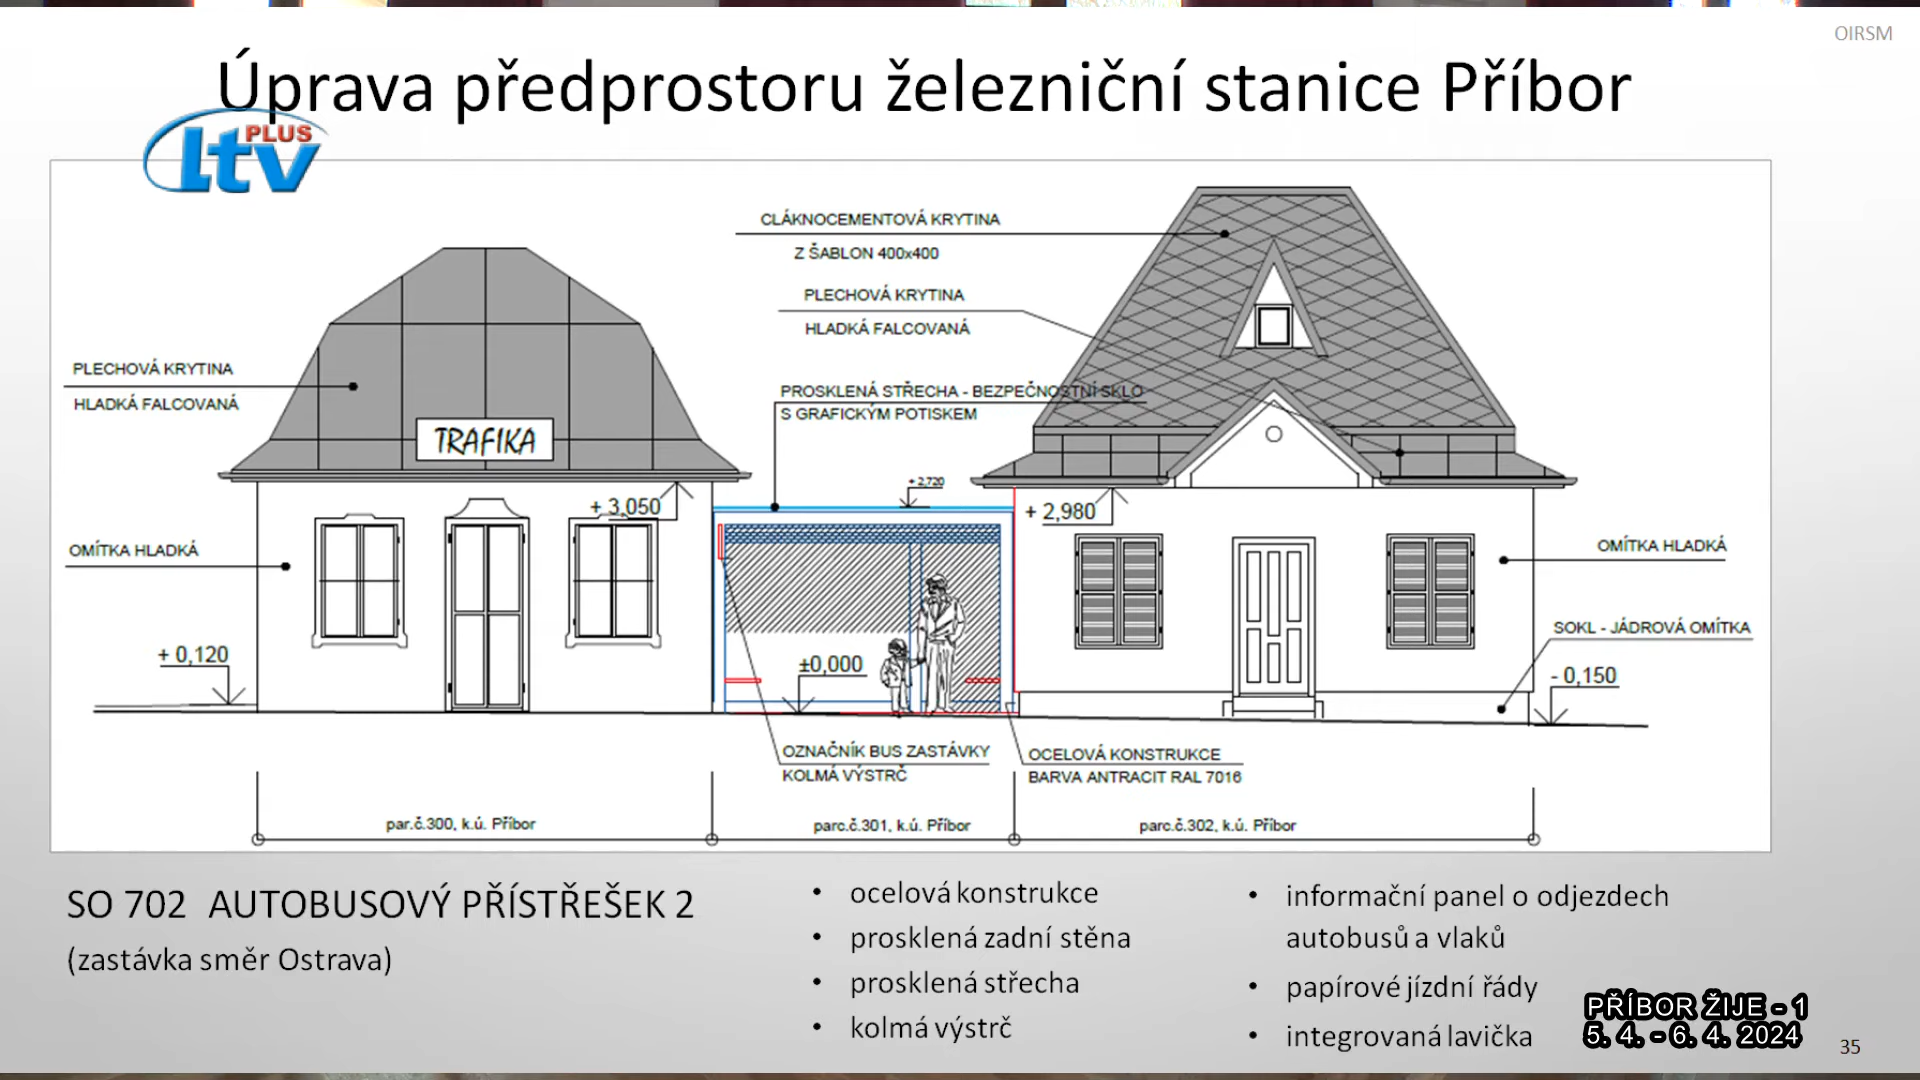 OIRSM
Úprava předprostoru železniční stanice Příbor
ltv PLUS
CLÁKNOCEMENTOVÁ KRYTINA
Z ŠABLON 400x400
PLECHOVÁ KRYTINA
HLADKÁ FALCOVANÁ
PLECHOVÁ KRYTINA
HLADKÁ FALCOVANÁ
PROSKLENÁ STŘECHA - BEZPEČNOSTNÍ SKLO
S GRAFICKÝM POTISKEM
TRAFIKA
+ 2,720
+ 3,050
+ 2,980
OMÍTKA HLADKÁ
OMÍTKA HLADKÁ
SOKL - JÁDROVÁ OMÍTKA
+ 0,120
±0,000
- 0,150
OZNAČNÍK BUS ZASTÁVKY
KOLMÁ VÝSTRČ
OCELOVÁ KONSTRUKCE
BARVA ANTRACIT RAL 7016
par.č.300, k.ú. Příbor
parc.č.301, k.ú. Příbor
parc.č.302, k.ú. Příbor
SO 702 AUTOBUSOVÝ PŘÍSTŘEŠEK 2
(zastávka směr Ostrava)
• ocelová konstrukce
• prosklená zadní stěna
• prosklená střecha
• kolmá výstrč
• informační panel o odjezdech
autobusů a vlaků
• papírové jízdní řády
• integrovaná lavička
PŘÍBOR ŽIJE - 1
5. 4. - 6. 4. 2024
35